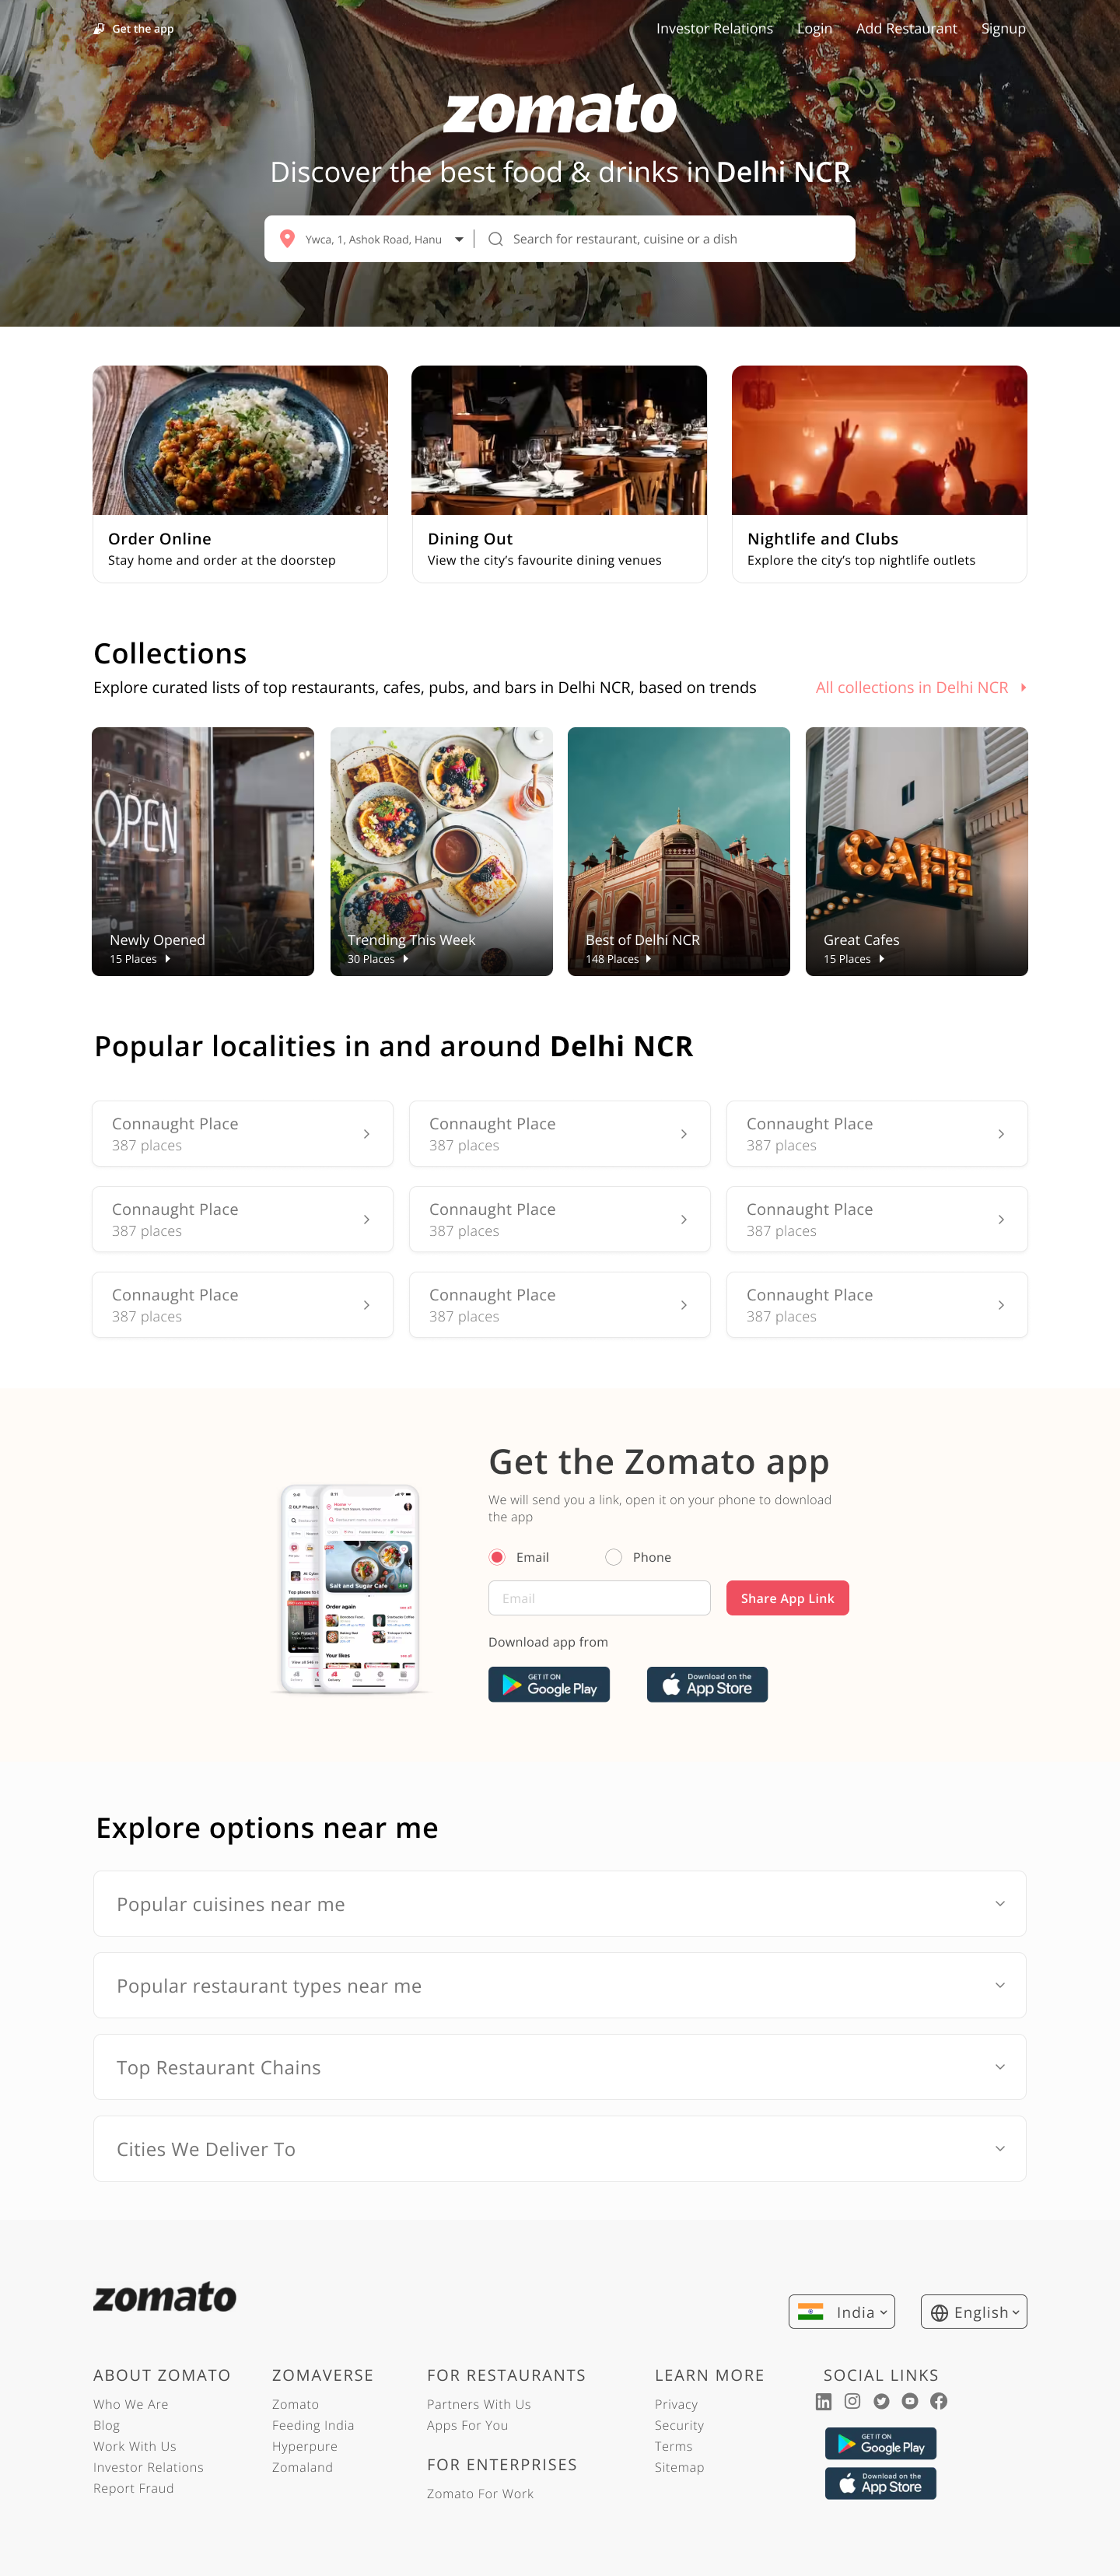 Get the app
Investor Relations Login Add Restaurant Signup
zomato
Discover the best food & drinks in Delhi NCR
Ywca, 1, Ashok Road, Hanu
Search for restaurant, cuisine or a dish
Order Online
Stay home and order at the doorstep
Dining Out
View the city's favourite dining venues
Nightlife and Clubs
Explore the city's top nightlife outlets
Collections
Explore curated lists of top restaurants, cafes, pubs, and bars in Delhi NCR, based on trends
All collections in Delhi NCR
OPEN
Newly Opened
15 Places
Trending This Week
30 Places
Best of Delhi NCR
148 Places
CAFE
Great Cafes
15 Places
Popular localities in and around Delhi NCR
Connaught Place
387 places
Connaught Place
387 places
Connaught Place
387 places
Connaught Place
387 places
Connaught Place
387 places
Connaught Place
387 places
Connaught Place
387 places
Connaught Place
387 places
Connaught Place
387 places
Get the Zomato app
We will send you a link, open it on your phone to download
the app
Email
Phone
Email
Share App Link
Download app from
GET IT ON
Google Play
Download on the
App Store
Salt and Sugar Cafe
Order again
Your likes
Explore options near me
Popular cuisines near me
Popular restaurant types near me
Top Restaurant Chains
Cities We Deliver To
zomato
India
English
ABOUT ZOMATO
Who We Are
Blog
Work With Us
Investor Relations
Report Fraud
ZOMAVERSE
Zomato
Feeding India
Hyperpure
Zomaland
FOR RESTAURANTS
Partners With Us
Apps For You
FOR ENTERPRISES
Zomato For Work
LEARN MORE
Privacy
Security
Terms
Sitemap
SOCIAL LINKS
GET IT ON
Google Play
Download on the
App Store